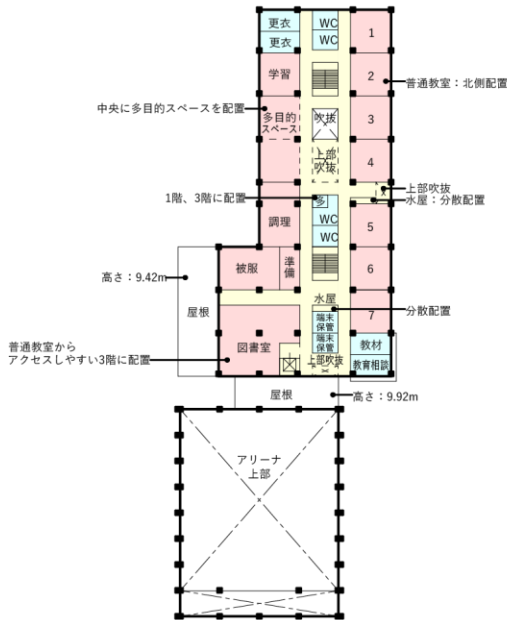 更衣
WC
更衣
WC
1
学習
2
普通教室：北側配置
中央に多目的スペースを配置
多目的
スペース
吹抜
3
上部
吹抜
4
上部吹抜
1階、3階に配置
多
水屋：分散配置
調理
WC
5
WC
被服
準
備
6
高さ：9.42m
屋根
水屋
分散配置
7
端末
保管
普通教室から
アクセスしやすい3階に配置
図書室
端末
保管
教材
上部吹抜
教育相談
屋根
高さ：9.92m
アリーナ
上部